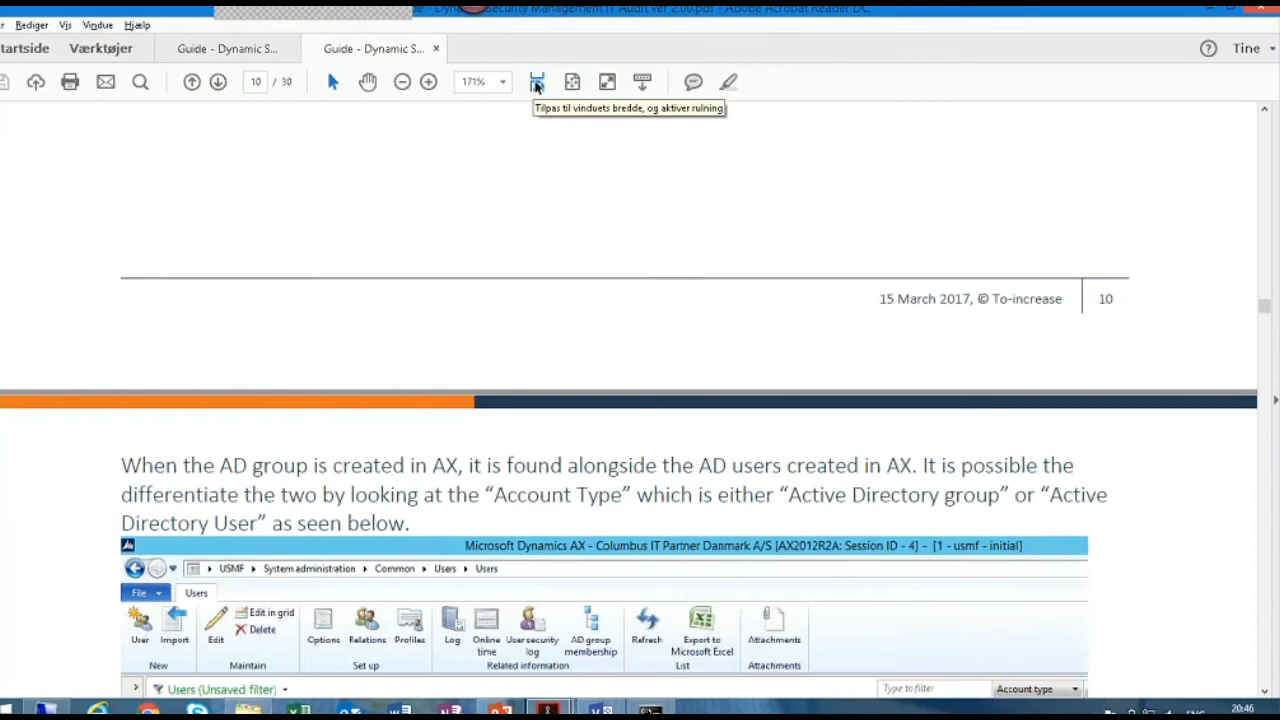 Security Management IT Audit ver 2.00.pdf - Adobe Acrobat Reader DC
Rediger Vjs Vindue Hjælp
tartside Værktøjer Guide - Dynamic S... Guide - Dynamic S... × Tine
10 / 30 171%
Tilpas til vinduets bredde, og aktiver rulning
15 March 2017, © To-increase 10
When the AD group is created in AX, it is found alongside the AD users created in AX. It is possible the
differentiate the two by looking at the “Account Type” which is either “Active Directory group” or “Active
Directory User” as seen below.
Microsoft Dynamics AX - Columbus IT Partner Danmark A/S [AX2012R2A: Session ID - 4] - [1 - usmf - initial]
USMF System administration Common Users Users
File Users
User Import Edit Edit in grid Delete Options Relations Profiles Log Online time User security log AD group membership Refresh Export to Microsoft Excel Attachments
New Maintain Set up Related information List Attachments
Users (Unsaved filter) Type to filter Account type
ENG 20:46